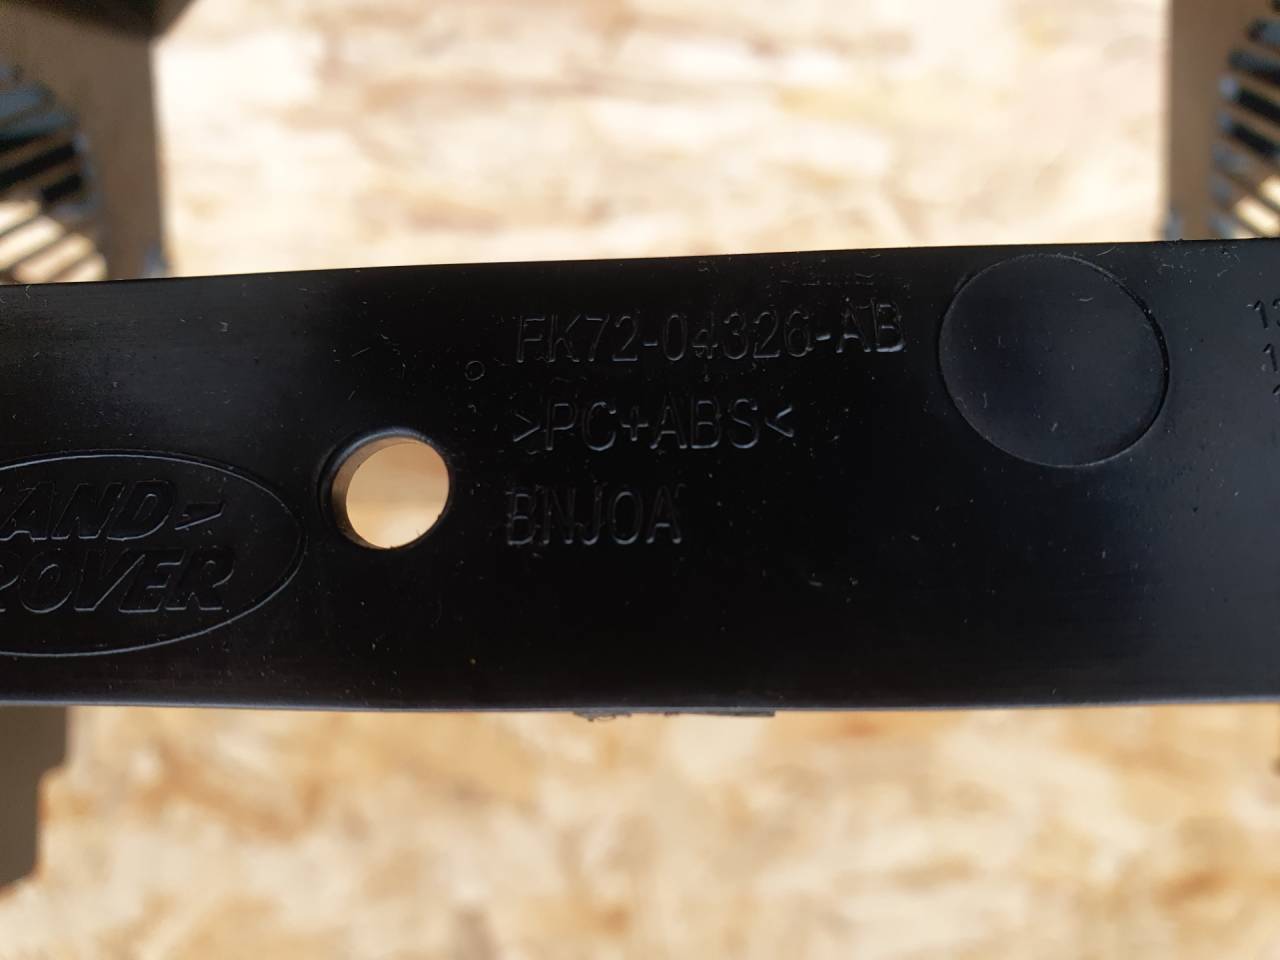 FK72-04326-AB
>PC+ABS<
BNJOA
LAND-
ROVER